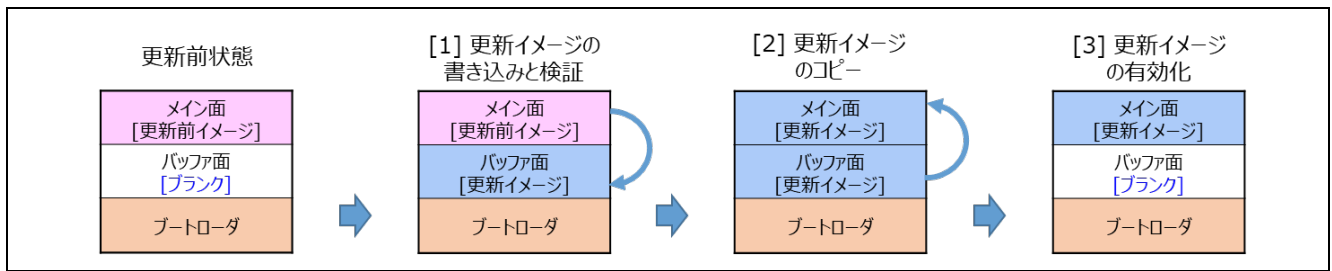 更新前状態
メイン面
[更新前イメージ]
バッファ面
[ブランク]
ブートローダ
[1] 更新イメージの
書き込みと検証
メイン面
[更新前イメージ]
バッファ面
[更新イメージ]
ブートローダ
[2] 更新イメージ
のコピー
メイン面
[更新イメージ]
バッファ面
[更新イメージ]
ブートローダ
[3] 更新イメージ
の有効化
メイン面
[更新イメージ]
バッファ面
[ブランク]
ブートローダ